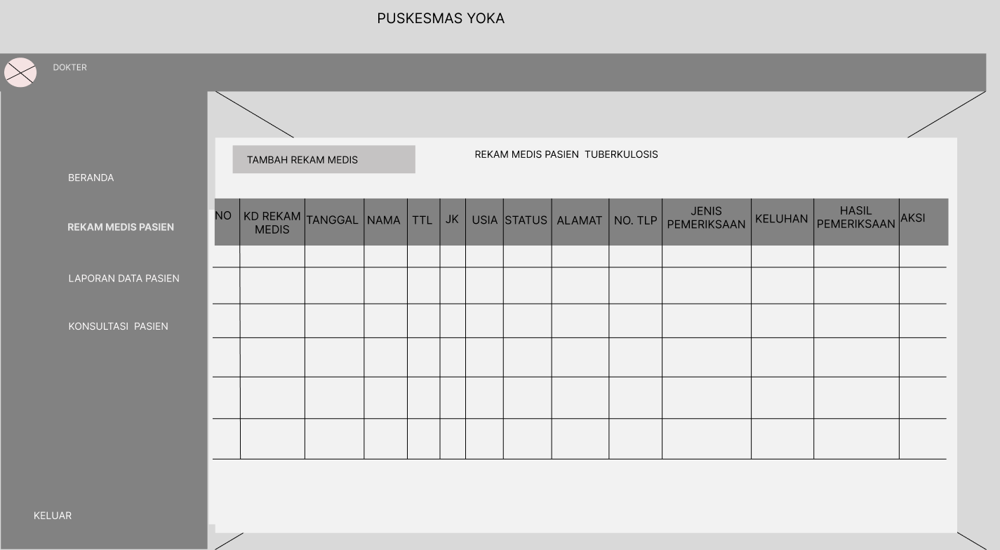 PUSKESMAS YOKA
DOKTER
BERANDA
REKAM MEDIS PASIEN
LAPORAN DATA PASIEN
KONSULTASI PASIEN
KELUAR
TAMBAH REKAM MEDIS
REKAM MEDIS PASIEN TUBERKULOSIS
NO
KD REKAM
MEDIS
TANGGAL
NAMA
TTL
JK
USIA
STATUS
ALAMAT
NO. TLP
JENIS
PEMERIKSAAN
KELUHAN
HASIL
PEMERIKSAAN
AKSI